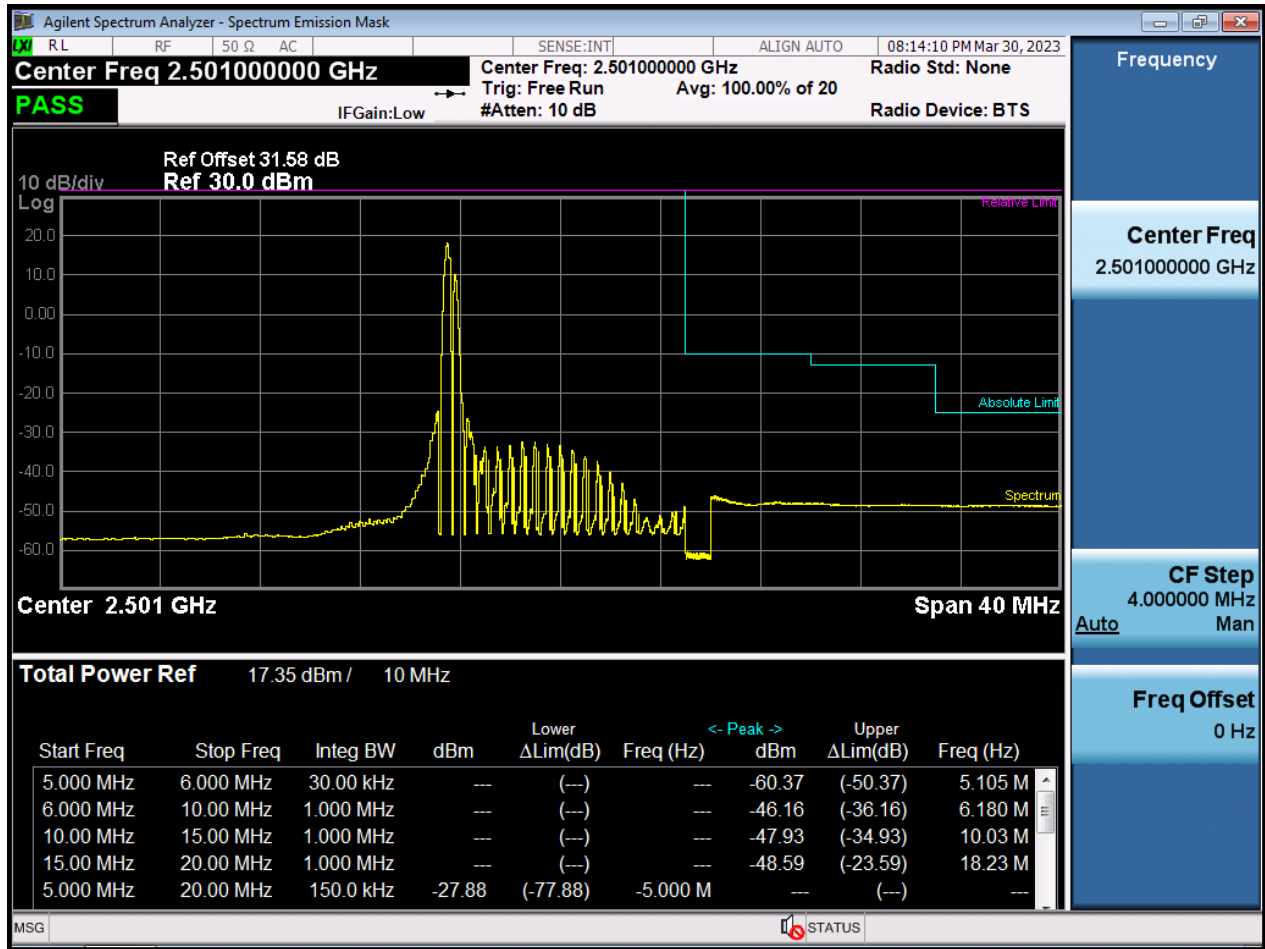 Agilent Spectrum Analyzer - Spectrum Emission Mask
LXI RL RF 50 Ω AC SENSE:INT ALIGN AUTO 08:14:10 PM Mar 30, 2023
Center Freq 2.501000000 GHz
PASS
IFGain:Low
Center Freq: 2.501000000 GHz
Trig: Free Run Avg: 100.00% of 20
#Atten: 10 dB
Radio Std: None
Radio Device: BTS
Ref Offset 31.58 dB
10 dB/div Ref 30.0 dBm
Log
Relative Limit
20.0
10.0
0.00
-10.0
-20.0
Absolute Limit
-30.0
-40.0
Spectrum
-50.0
-60.0
Center 2.501 GHz Span 40 MHz
Total Power Ref 17.35 dBm / 10 MHz
Lower <- Peak -> Upper
Start Freq Stop Freq Integ BW dBm ΔLim(dB) Freq (Hz) dBm ΔLim(dB) Freq (Hz)
5.000 MHz 6.000 MHz 30.00 kHz --- (---) --- -60.37 (-50.37) 5.105 M
6.000 MHz 10.00 MHz 1.000 MHz --- (---) --- -46.16 (-36.16) 6.180 M
10.00 MHz 15.00 MHz 1.000 MHz --- (---) --- -47.93 (-34.93) 10.03 M
15.00 MHz 20.00 MHz 1.000 MHz --- (---) --- -48.59 (-23.59) 18.23 M
5.000 MHz 20.00 MHz 150.0 kHz -27.88 (-77.88) -5.000 M --- (---) ---
MSG STATUS
Frequency
Center Freq
2.501000000 GHz
CF Step
4.000000 MHz
Auto Man
Freq Offset
0 Hz